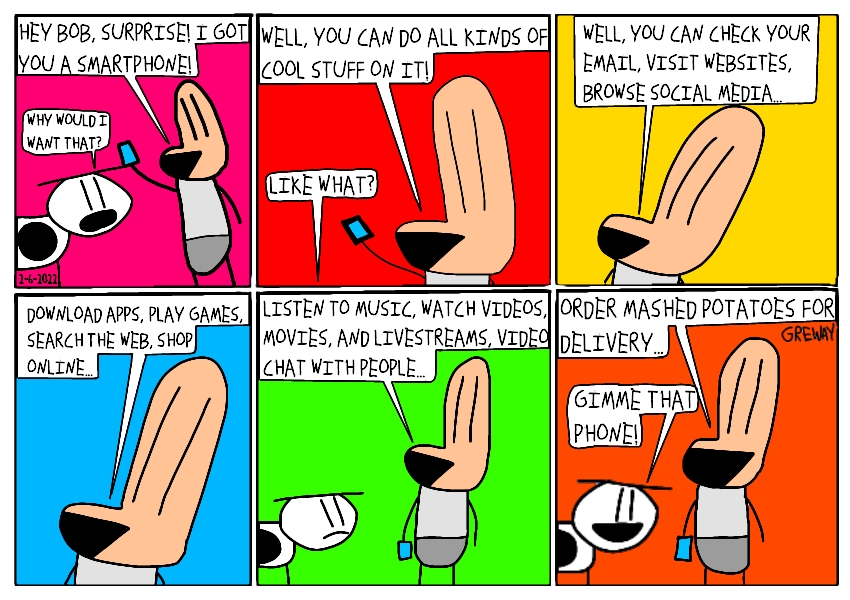 HEY BOB, SURPRISE! I GOT
YOU A SMARTPHONE!
WHY WOULD I
WANT THAT?
2-6-2022
WELL, YOU CAN DO ALL KINDS OF
COOL STUFF ON IT!
LIKE WHAT?
WELL, YOU CAN CHECK YOUR
EMAIL, VISIT WEBSITES,
BROWSE SOCIAL MEDIA...
DOWNLOAD APPS, PLAY GAMES,
SEARCH THE WEB, SHOP
ONLINE...
LISTEN TO MUSIC, WATCH VIDEOS,
MOVIES, AND LIVESTREAMS, VIDEO
CHAT WITH PEOPLE...
ORDER MASHED POTATOES FOR
DELIVERY...
GREWAY
GIMME THAT
PHONE!